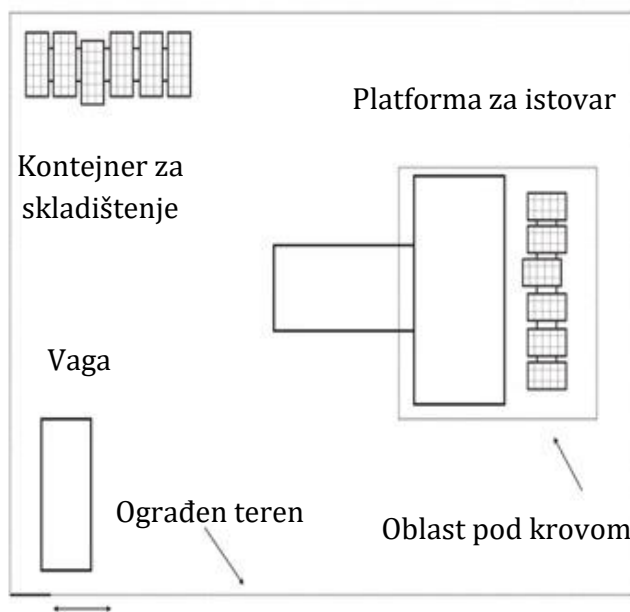 Platforma za istovar
Kontejner za
skladištenje
Vaga
Ograđen teren
Oblast pod krovom